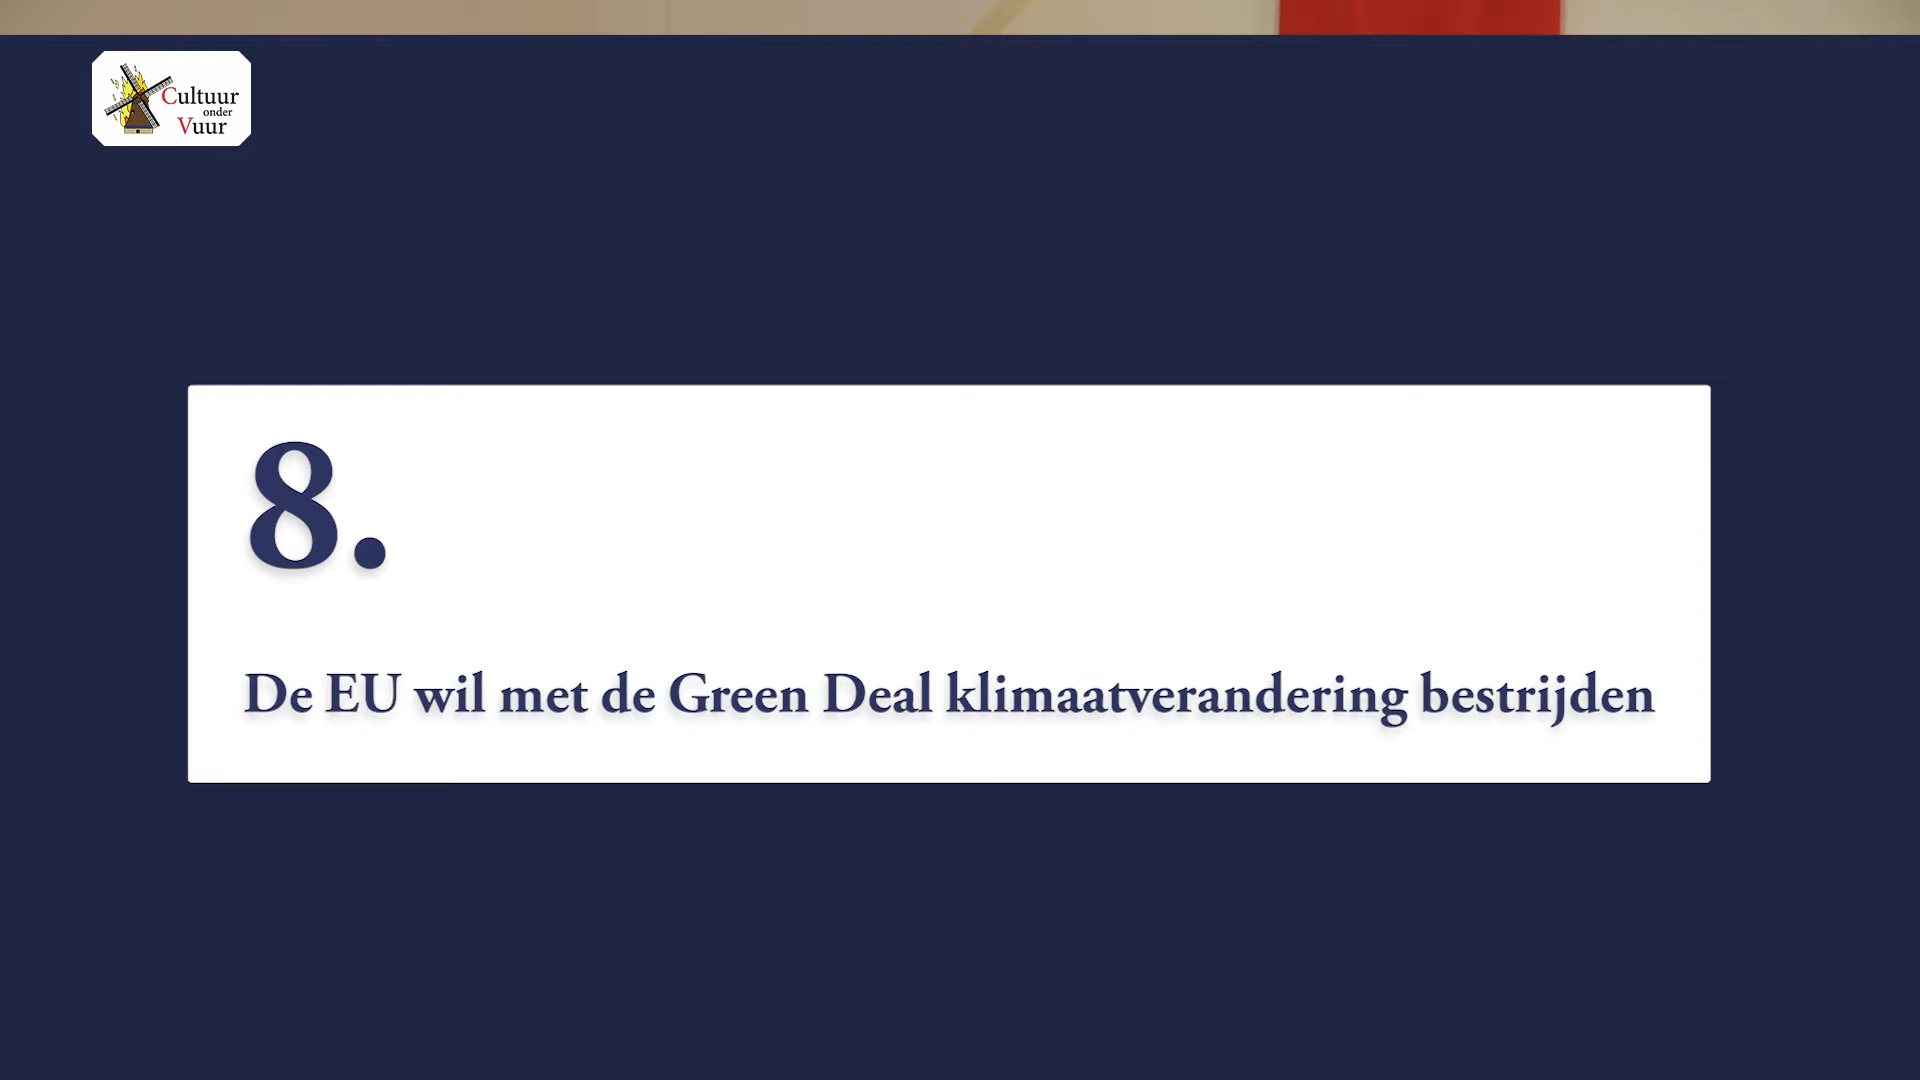 Cultuur
onder
Vuur
8.
De EU wil met de Green Deal klimaatverandering bestrijden